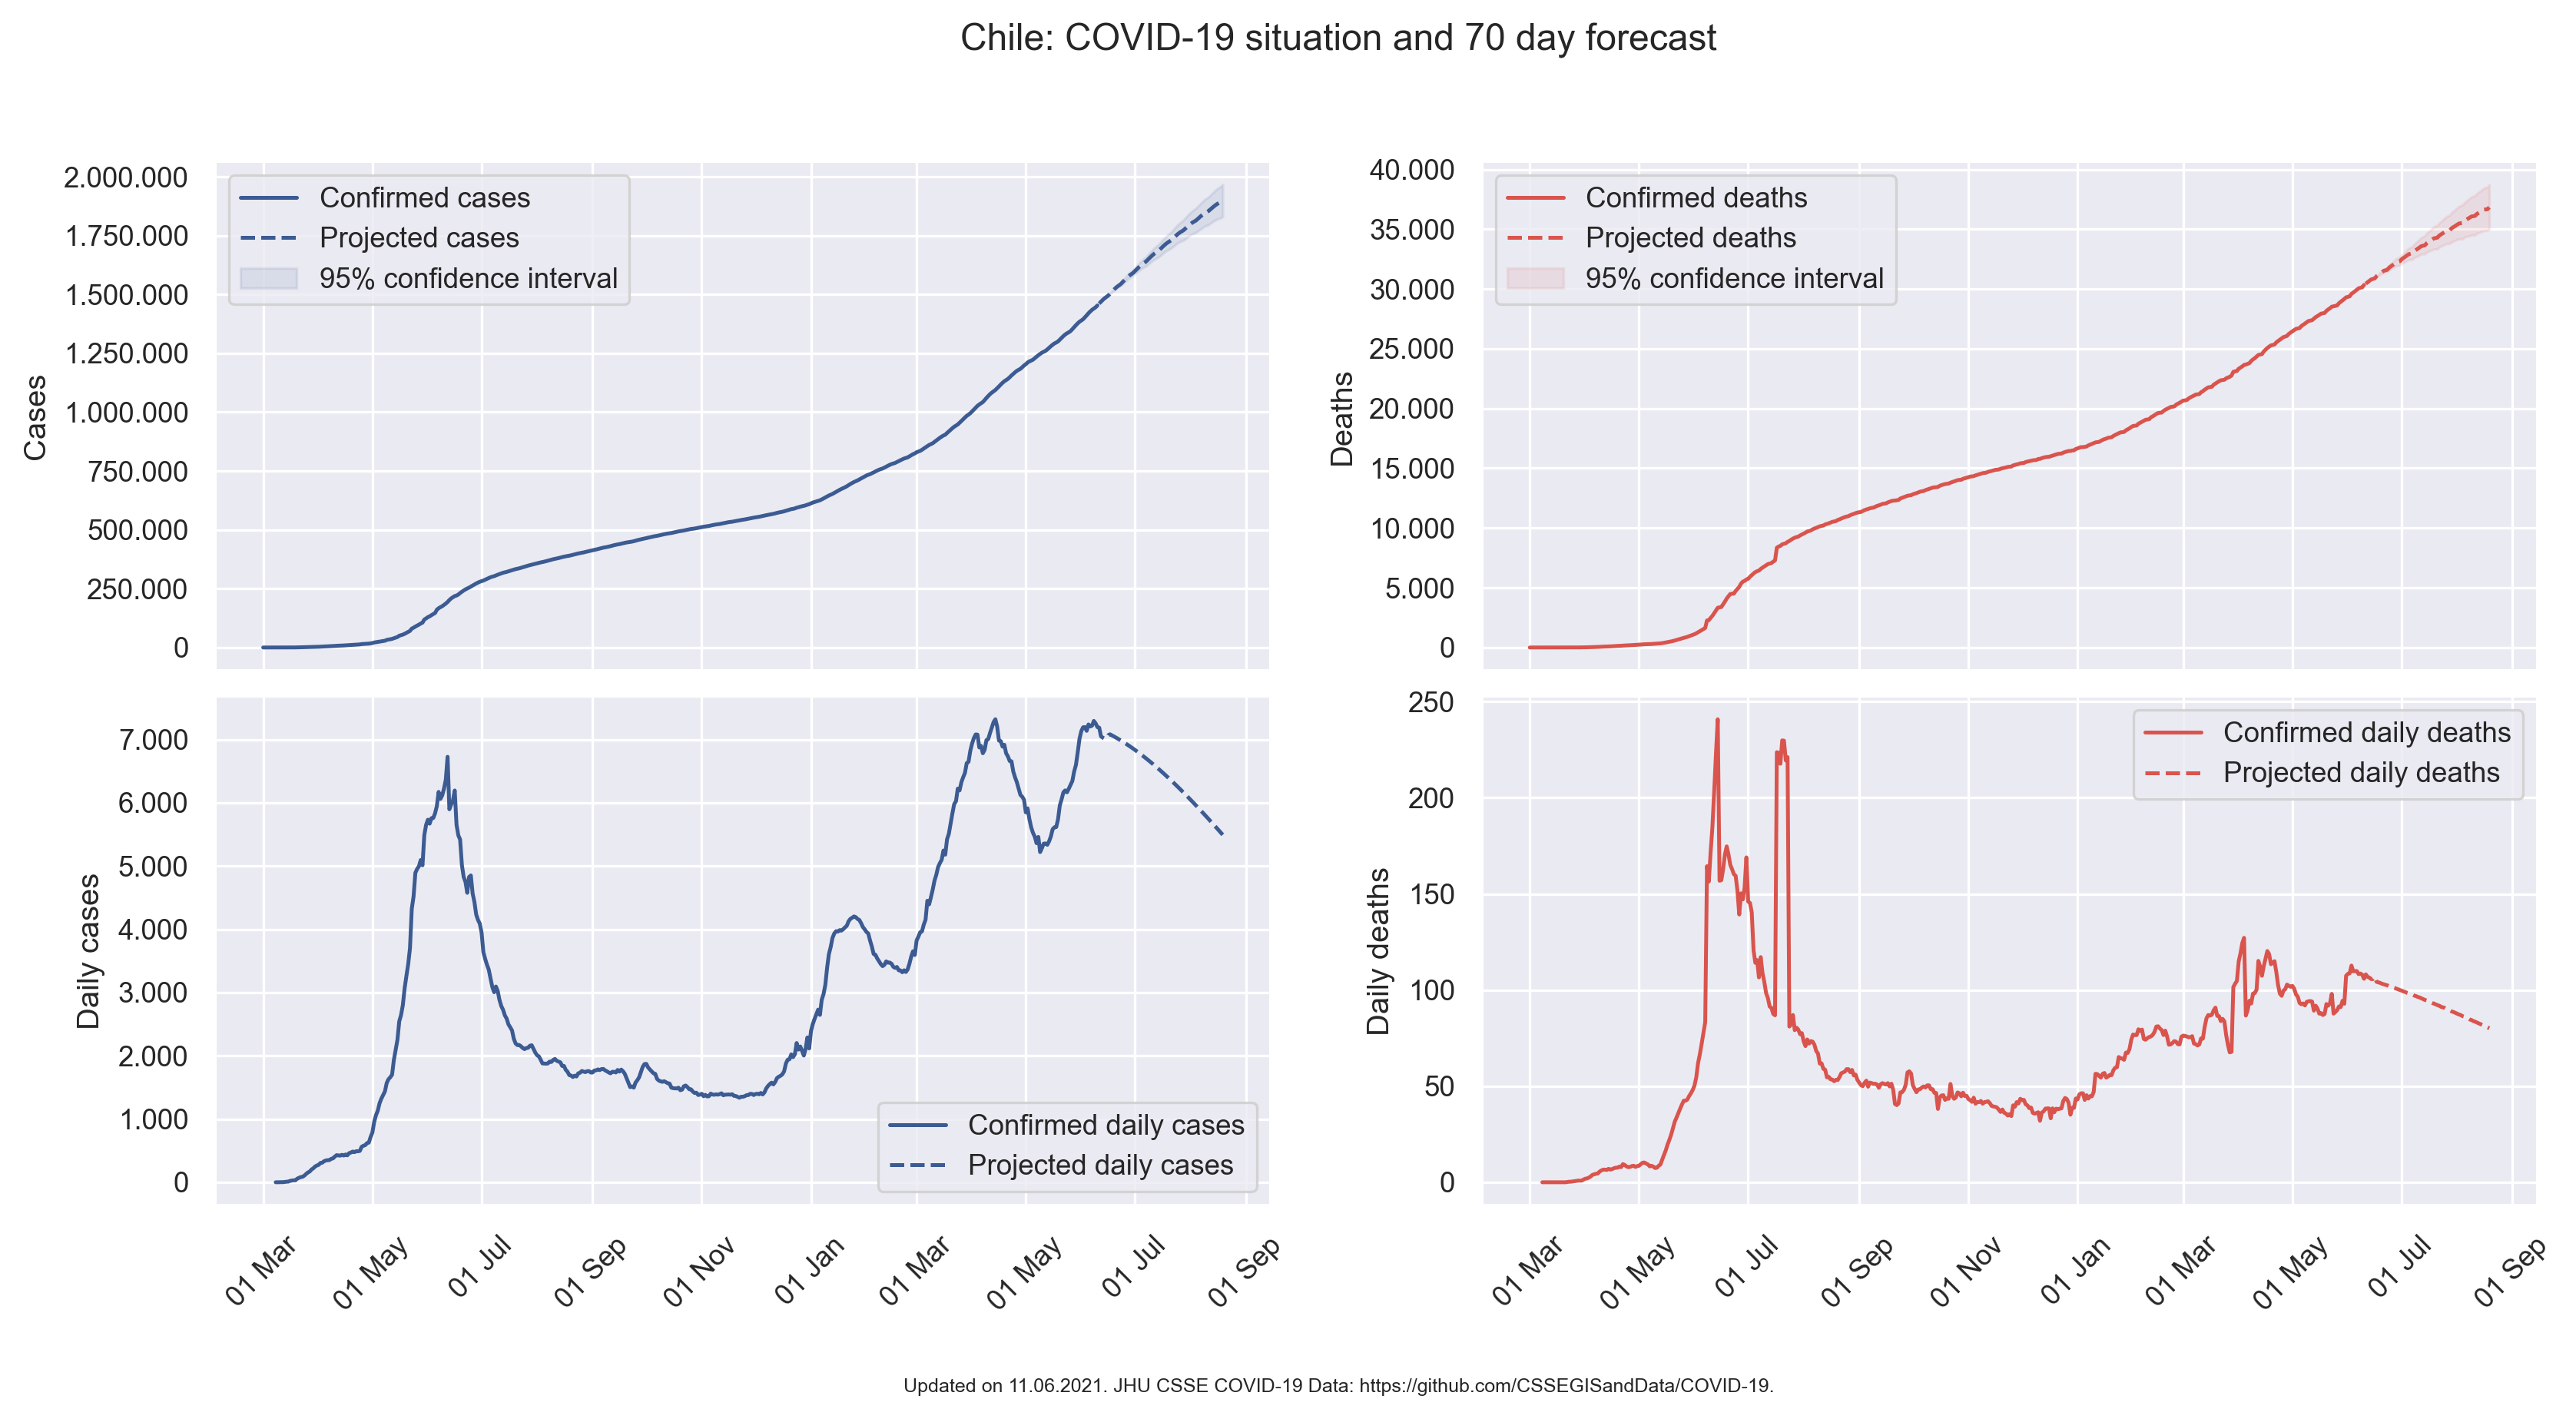 Chile: COVID-19 situation and 70 day forecast
2.000.000
1.750.000
1.500.000
1.250.000
1.000.000
750.000
500.000
250.000
0
Cases
Confirmed cases
Projected cases
95% confidence interval
40.000
35.000
30.000
25.000
20.000
15.000
10.000
5.000
0
Deaths
Confirmed deaths
Projected deaths
95% confidence interval
7.000
6.000
5.000
4.000
3.000
2.000
1.000
0
Daily cases
Confirmed daily cases
Projected daily cases
01 Mar
01 May
01 Jul
01 Sep
01 Nov
01 Jan
01 Mar
01 May
01 Jul
01 Sep
250
200
150
100
50
0
Daily deaths
Confirmed daily deaths
Projected daily deaths
01 Mar
01 May
01 Jul
01 Sep
01 Nov
01 Jan
01 Mar
01 May
01 Jul
01 Sep
Updated on 11.06.2021. JHU CSSE COVID-19 Data: https://github.com/CSSEGISandData/COVID-19.